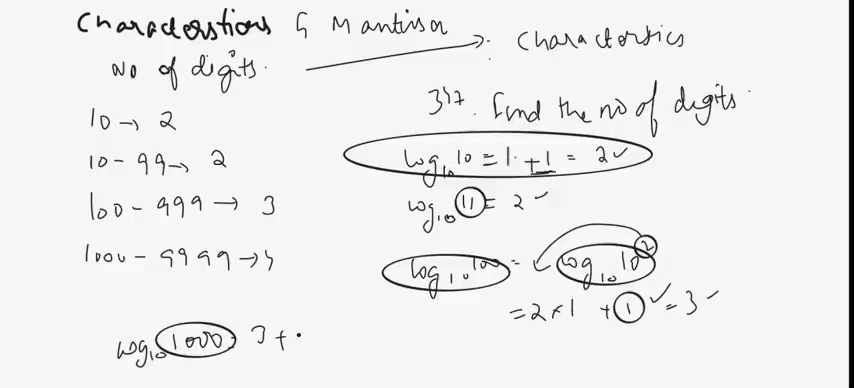 Characterstions & Mantissa
No of digits. → characterstics
10 → 2
10 - 99 → 2
100 - 999 → 3
1000 - 9999 → 4
Find the no of digits.
log₁₀ 10 = 1. + 1 = 2 ✓
log₁₀ 11 = 2 ✓
log₁₀ 100 = log₁₀ 10²
= 2 × 1 + 1 ✓ = 3 ✓
log₁₀ 1000 = 3 + .